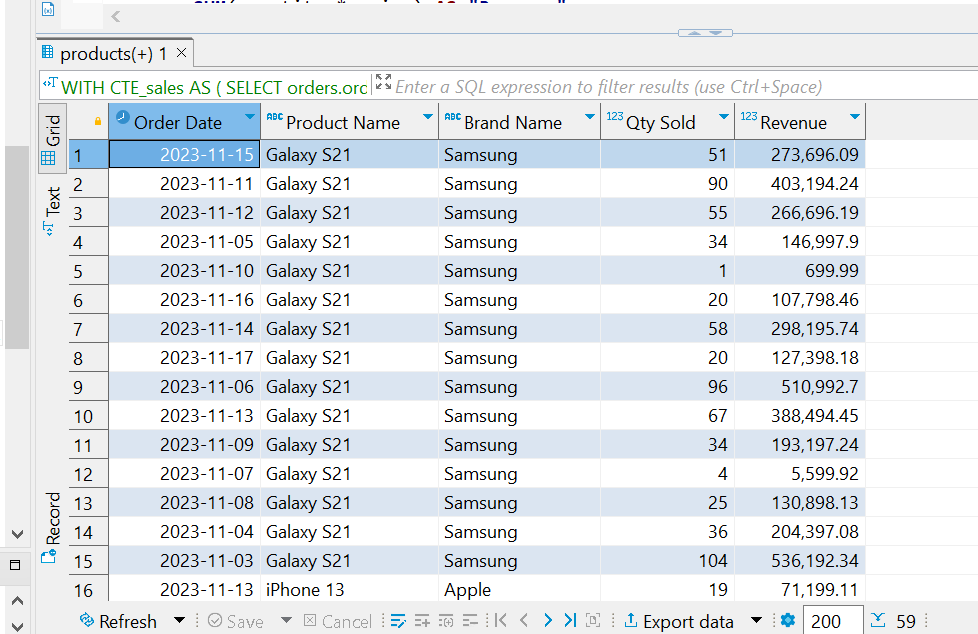 products(+) 1
WITH CTE_sales AS ( SELECT orders.ord
Enter a SQL expression to filter results (use Ctrl+Space)
Grid
Text
Record
Order Date ABC Product Name ABC Brand Name 123 Qty Sold 123 Revenue
1 2023-11-15 Galaxy S21 Samsung 51 273,696.09
2 2023-11-11 Galaxy S21 Samsung 90 403,194.24
3 2023-11-12 Galaxy S21 Samsung 55 266,696.19
4 2023-11-05 Galaxy S21 Samsung 34 146,997.9
5 2023-11-10 Galaxy S21 Samsung 1 699.99
6 2023-11-16 Galaxy S21 Samsung 20 107,798.46
7 2023-11-14 Galaxy S21 Samsung 58 298,195.74
8 2023-11-17 Galaxy S21 Samsung 20 127,398.18
9 2023-11-06 Galaxy S21 Samsung 96 510,992.7
10 2023-11-13 Galaxy S21 Samsung 67 388,494.45
11 2023-11-09 Galaxy S21 Samsung 34 193,197.24
12 2023-11-07 Galaxy S21 Samsung 4 5,599.92
13 2023-11-08 Galaxy S21 Samsung 25 130,898.13
14 2023-11-04 Galaxy S21 Samsung 36 204,397.08
15 2023-11-03 Galaxy S21 Samsung 104 536,192.34
16 2023-11-13 iPhone 13 Apple 19 71,199.11
Refresh Save Cancel Export data 200 59